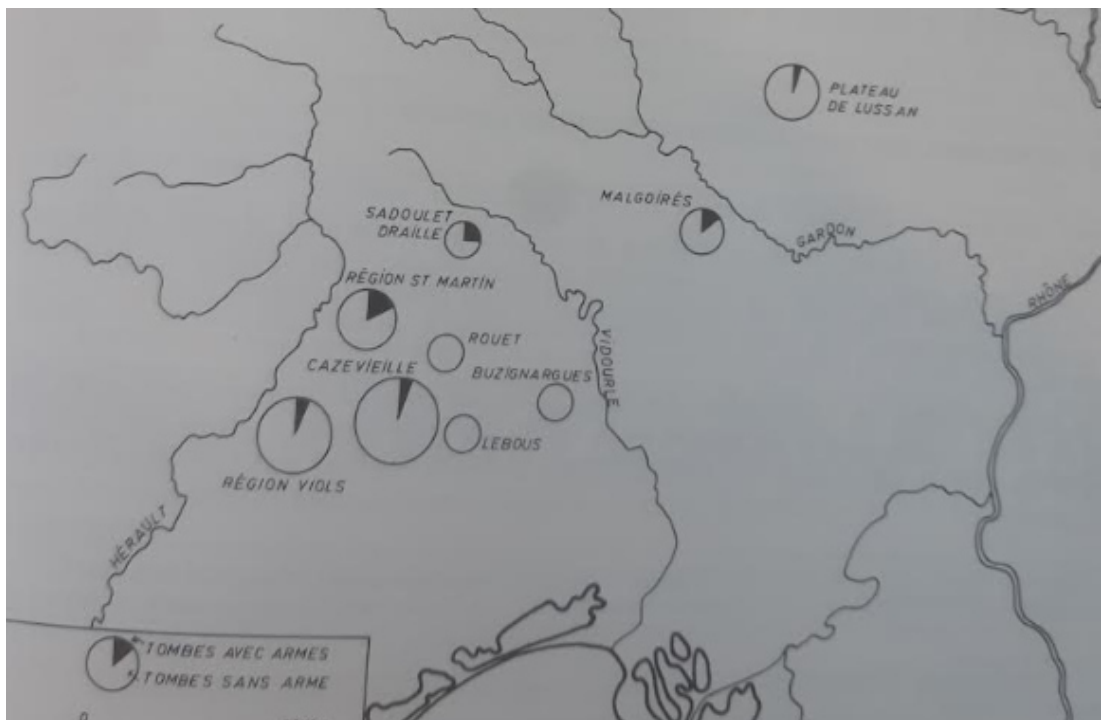 PLATEAU
DE LUSSAN
MALGOÍRÈS
SADOULET
DRAILLE
GARDON
RÉGION ST MARTIN
RHÔNE
ROUET
VIDOURLE
CAZEVIEILLE
BUZIGNARGUES
LEBOUS
RÉGION VIOLS
HÉRAULT
TOMBES AVEC ARMES
TOMBES SANS ARME
0